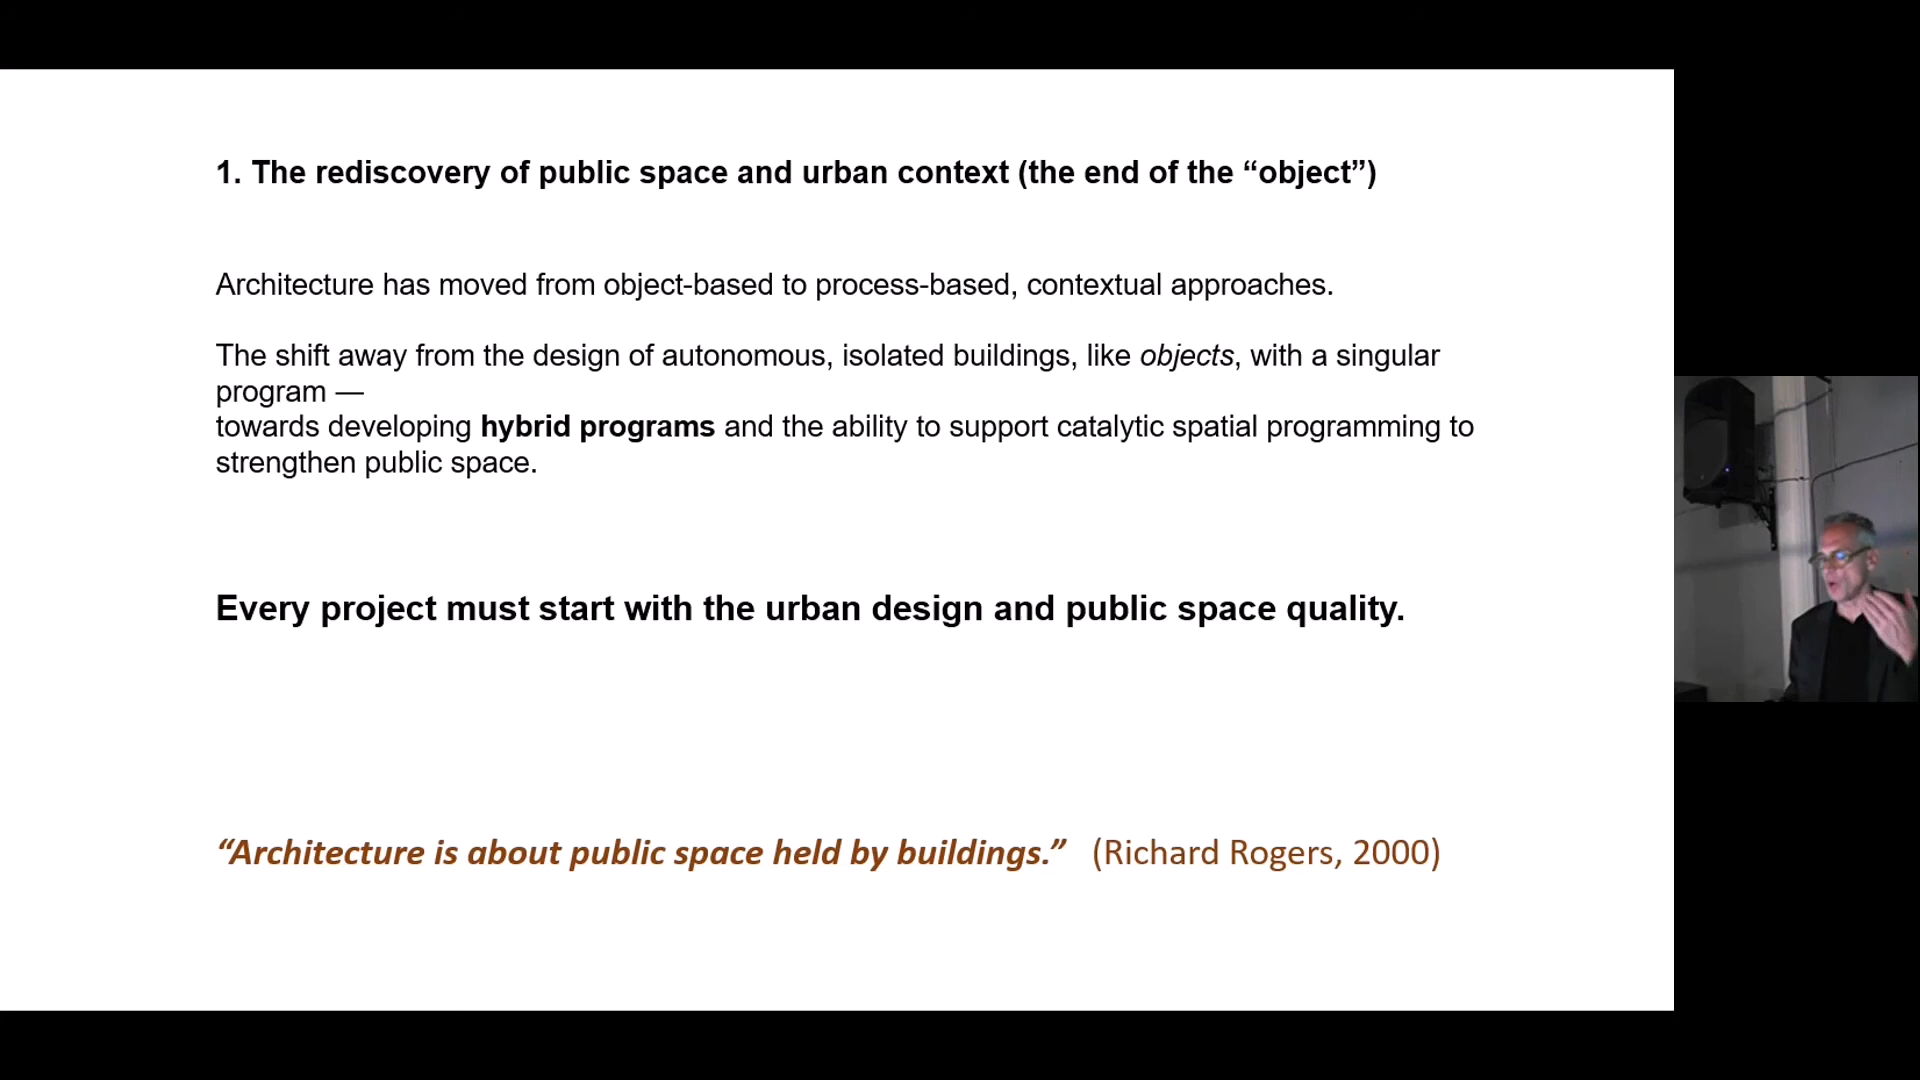 1. The rediscovery of public space and urban context (the end of the “object”)
Architecture has moved from object-based to process-based, contextual approaches.
The shift away from the design of autonomous, isolated buildings, like objects, with a singular
program —
towards developing hybrid programs and the ability to support catalytic spatial programming to
strengthen public space.
Every project must start with the urban design and public space quality.
“Architecture is about public space held by buildings.” (Richard Rogers, 2000)